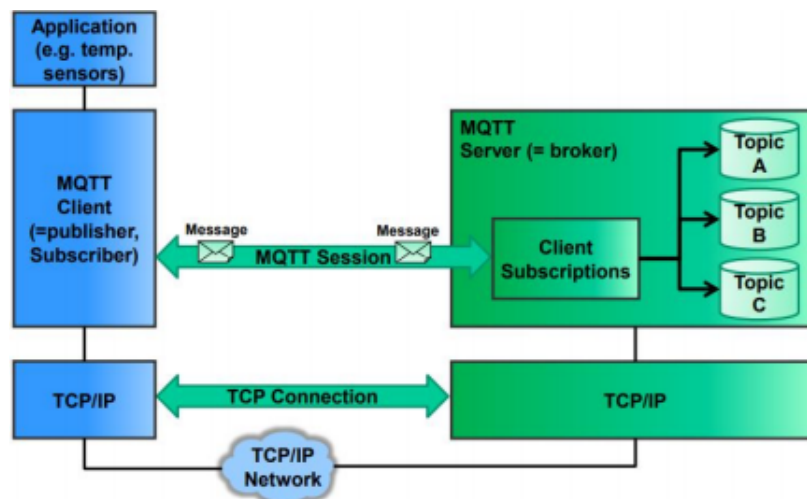 Application
(e.g. temp.
sensors)
MQTT
Client
(=publisher,
Subscriber)
Message
Message
MQTT Session
MQTT
Server (= broker)
Client
Subscriptions
Topic
A
Topic
B
Topic
C
TCP/IP
TCP Connection
TCP/IP
TCP/IP
Network